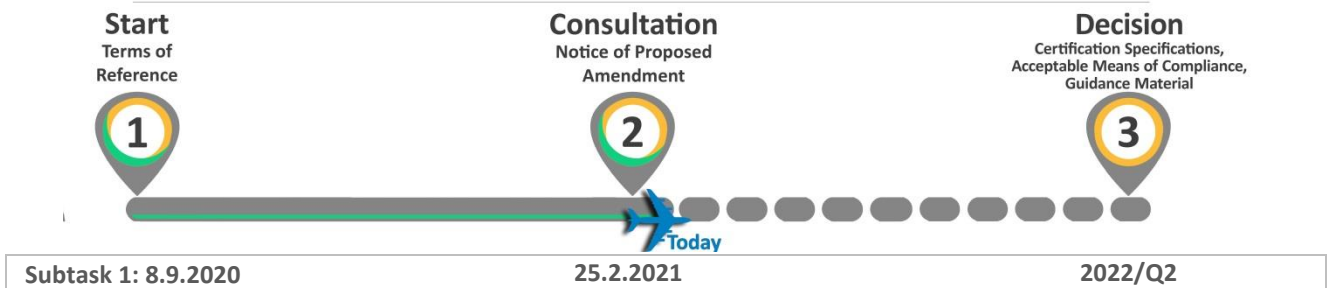 Start
Terms of
Reference
1
Consultation
Notice of Proposed
Amendment
2
Decision
Certification Specifications,
Acceptable Means of Compliance,
Guidance Material
3
Today
Subtask 1: 8.9.2020
25.2.2021
2022/Q2